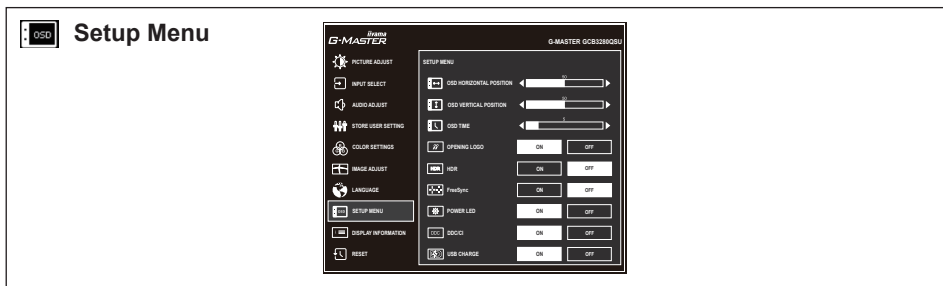 OSD Setup Menu
iiyama
G-MASTER
G-MASTER GCB3280QSU
PICTURE ADJUST
INPUT SELECT
AUDIO ADJUST
STORE USER SETTING
COLOR SETTINGS
IMAGE ADJUST
LANGUAGE
OSD SETUP MENU
DISPLAY INFORMATION
RESET
SETUP MENU
OSD HORIZONTAL POSITION 50
OSD VERTICAL POSITION 50
OSD TIME
OPENING LOGO ON OFF
HDR HDR ON OFF
FreeSync ON OFF
POWER LED ON OFF
DDC DDC/CI ON OFF
USB CHARGE ON OFF